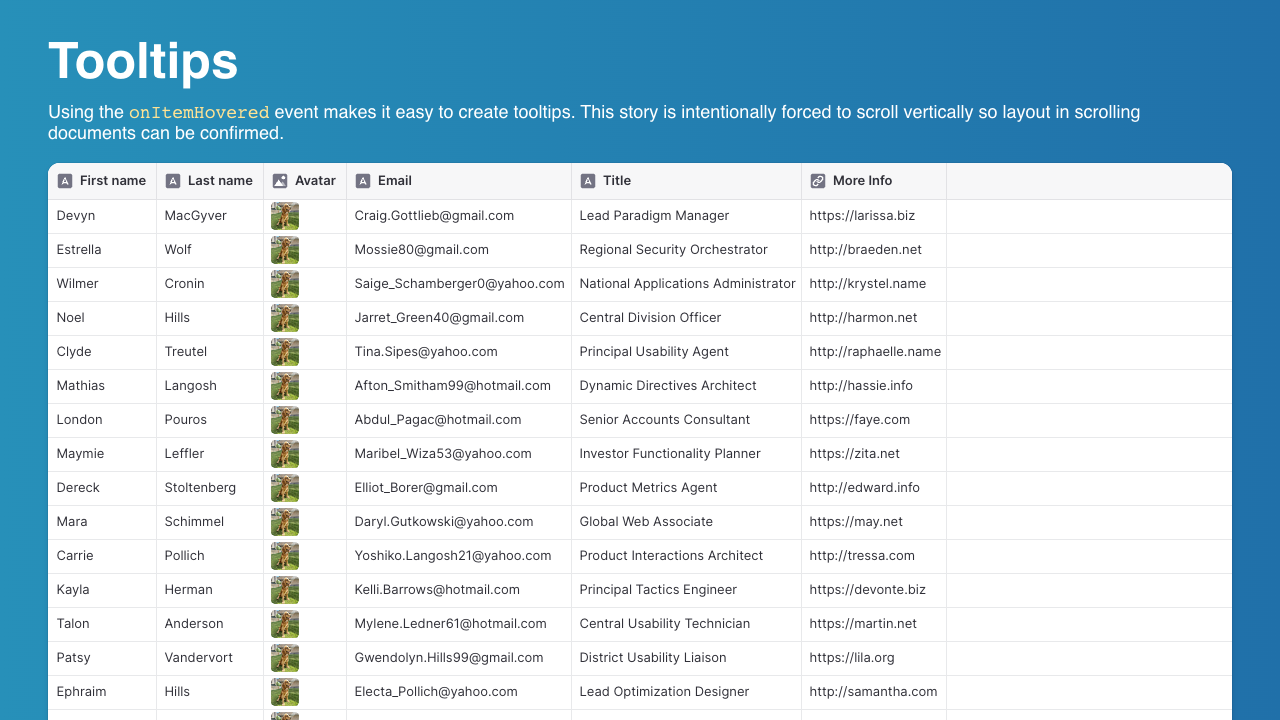 Tooltips
Using the onItemHovered event makes it easy to create tooltips. This story is intentionally forced to scroll vertically so layout in scrolling
documents can be confirmed.
First name Last name Avatar Email Title More Info
Devyn MacGyver Craig.Gottlieb@gmail.com Lead Paradigm Manager https://larissa.biz
Estrella Wolf Mossie80@gmail.com Regional Security Orchestrator http://braeden.net
Wilmer Cronin Saige_Schamberger0@yahoo.com National Applications Administrator http://krystel.name
Noel Hills Jarret_Green40@gmail.com Central Division Officer http://harmon.net
Clyde Treutel Tina.Sipes@yahoo.com Principal Usability Agent http://raphaelle.name
Mathias Langosh Afton_Smitham99@hotmail.com Dynamic Directives Architect http://hassie.info
London Pouros Abdul_Pagac@hotmail.com Senior Accounts Consultant https://faye.com
Maymie Leffler Maribel_Wiza53@yahoo.com Investor Functionality Planner https://zita.net
Dereck Stoltenberg Elliot_Borer@gmail.com Product Metrics Agent http://edward.info
Mara Schimmel Daryl.Gutkowski@yahoo.com Global Web Associate https://may.net
Carrie Pollich Yoshiko.Langosh21@yahoo.com Product Interactions Architect http://tressa.com
Kayla Herman Kelli.Barrows@hotmail.com Principal Tactics Engineer https://devonte.biz
Talon Anderson Mylene.Ledner61@hotmail.com Central Usability Technician https://martin.net
Patsy Vandervort Gwendolyn.Hills99@gmail.com District Usability Liaison https://lila.org
Ephraim Hills Electa_Pollich@yahoo.com Lead Optimization Designer http://samantha.com